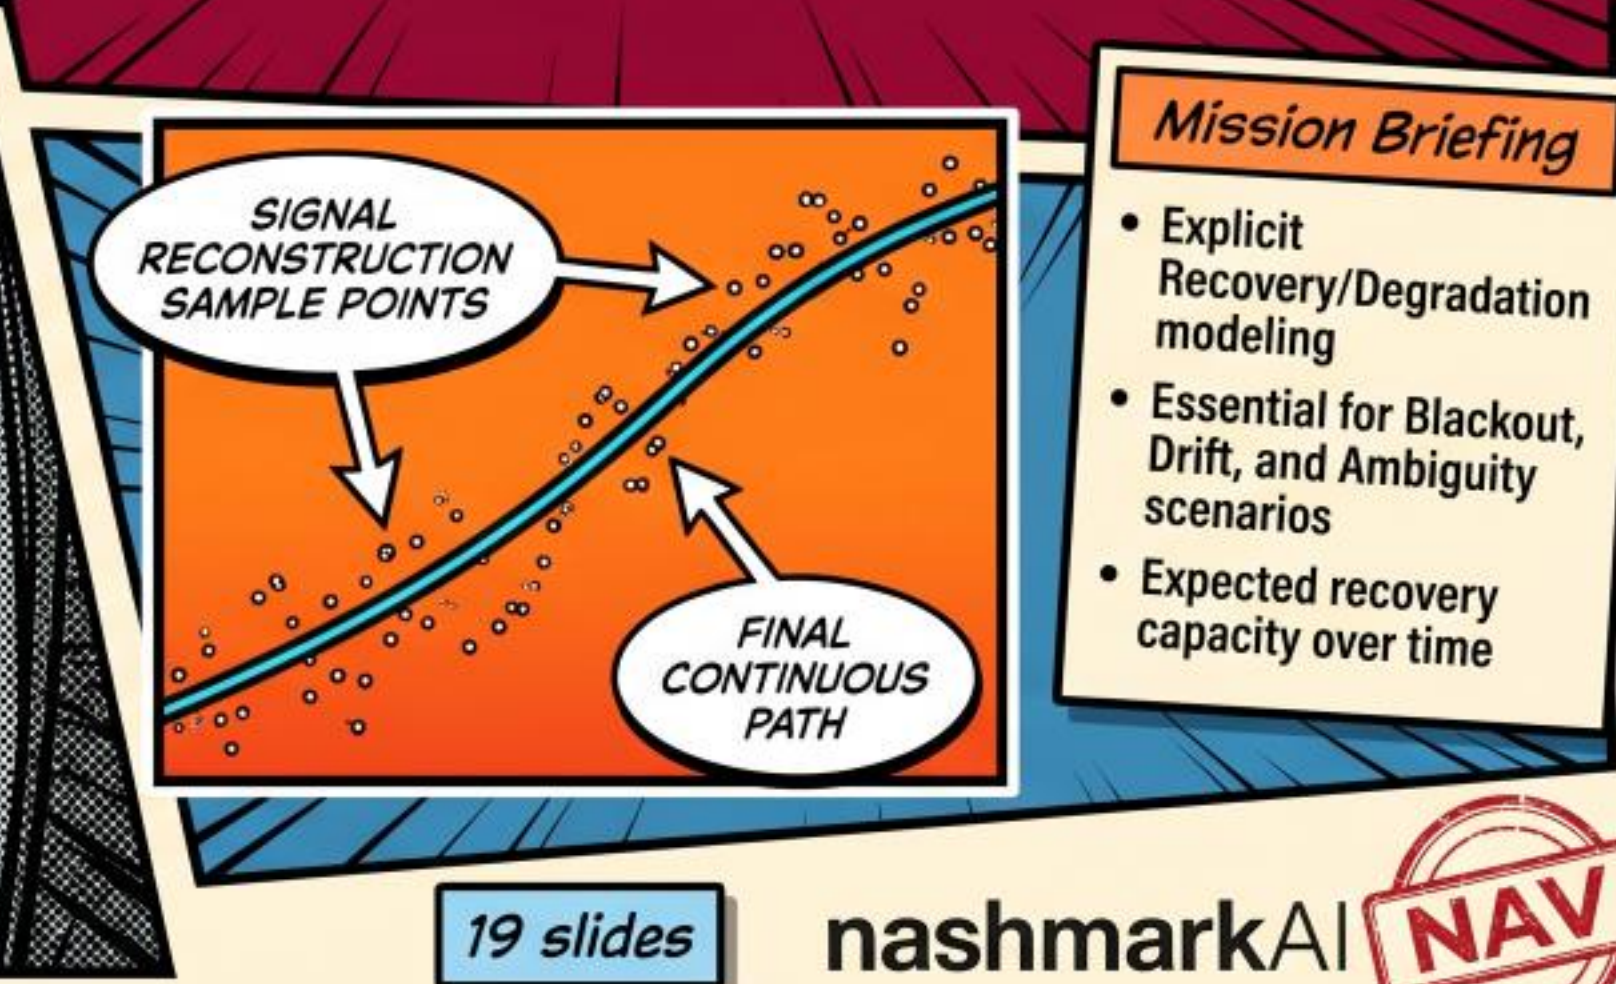 SIGNAL
RECONSTRUCTION
SAMPLE POINTS
FINAL
CONTINUOUS
PATH
Mission Briefing
• Explicit
Recovery/Degradation
modeling
• Essential for Blackout,
Drift, and Ambiguity
scenarios
• Expected recovery
capacity over time
19 slides
nashmarkAI
NAV